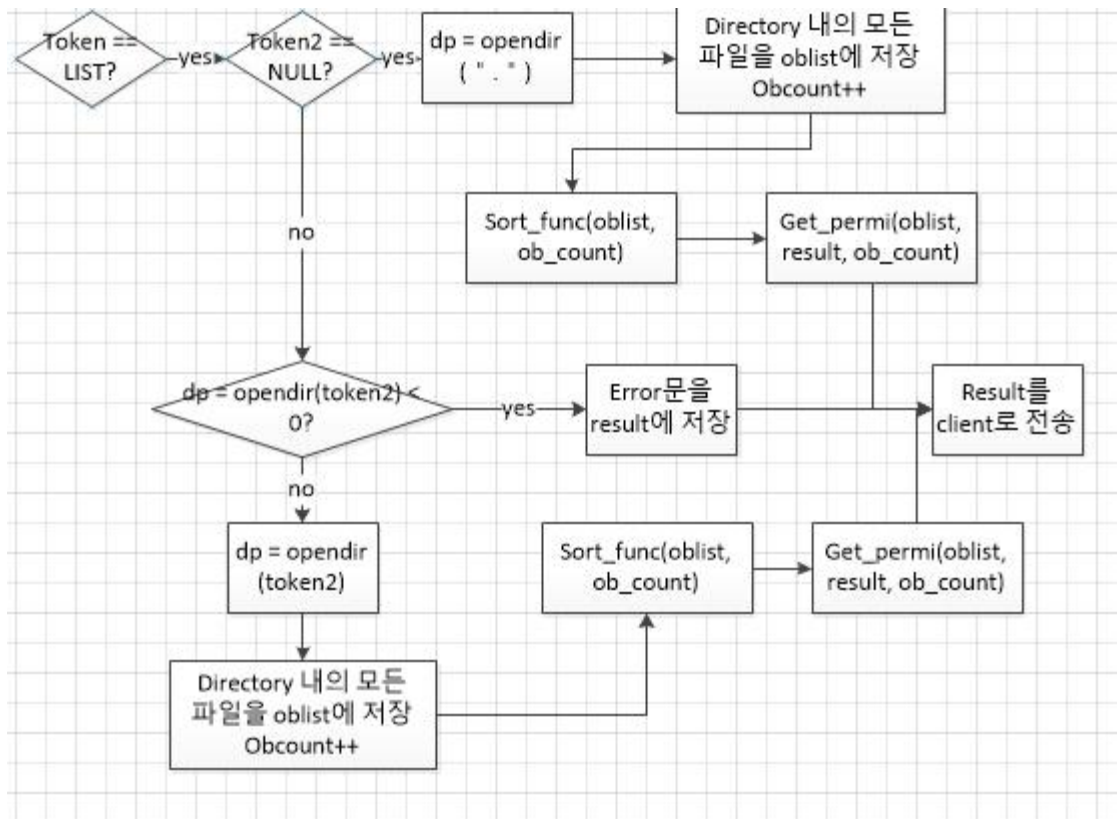 Token ==
LIST?
yes
Token2 ==
NULL?
yes
dp = opendir
( " . " )
Directory 내의 모든
파일을 oblist에 저장
Obcount++
Sort_func(oblist,
ob_count)
Get_permi(oblist,
result, ob_count)
no
dp = opendir(token2) <
0?
yes
Error문을
result에 저장
Result를
client로 전송
no
dp = opendir
(token2)
Sort_func(oblist,
ob_count)
Get_permi(oblist,
result, ob_count)
Directory 내의 모든
파일을 oblist에 저장
Obcount++